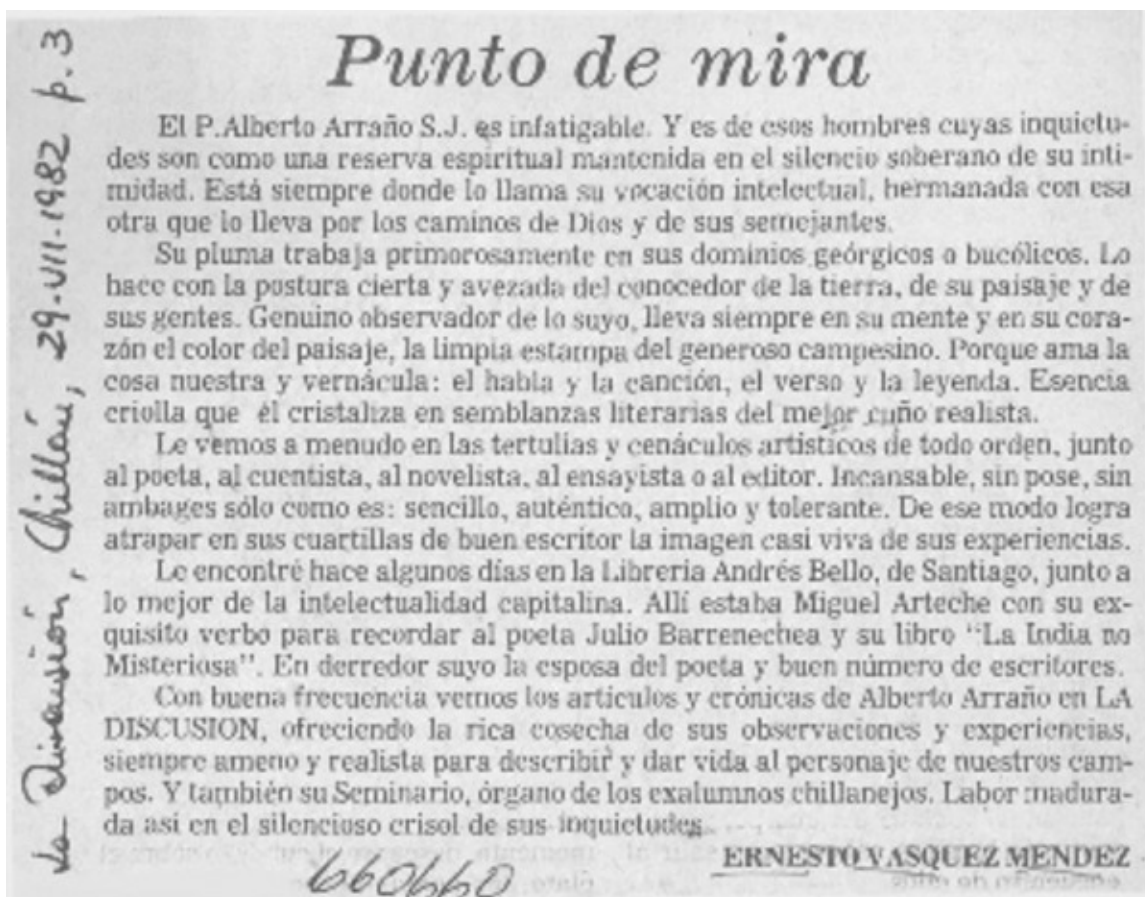 Punto de mira
El P.Alberto Arraño S.J. es infatigable. Y es de esos hombres cuyas inquietu-
des son como una reserva espiritual mantenida en el silencio soberano de su inti-
midad. Está siempre donde lo llama su vocación intelectual, hermanada con esa
otra que lo lleva por los caminos de Dios y de sus semejantes.
Su pluma trabaja primorosamente en sus dominios geórgicos o bucólicos. Lo
hace con la postura cierta y avezada del conocedor de la tierra, de su paisaje y de
sus gentes. Genuino observador de lo suyo, lleva siempre en su mente y en su cora-
zón el color del paisaje, la limpia estampa del generoso campesino. Porque ama la
cosa nuestra y vernácula: el habla y la canción, el verso y la leyenda. Esencia
criolla que él cristaliza en semblanzas literarias del mejor cuño realista.
Le vemos a menudo en las tertulias y cenáculos artísticos de todo orden, junto
al poeta, al cuentista, al novelista, al ensayista o al editor. Incansable, sin pose, sin
ambages sólo como es: sencillo, auténtico, amplio y tolerante. De ese modo logra
atrapar en sus cuartillas de buen escritor la imagen casi viva de sus experiencias.
Le encontré hace algunos días en la Librería Andrés Bello, de Santiago, junto a
lo mejor de la intelectualidad capitalina. Allí estaba Miguel Arteche con su ex-
quisito verbo para recordar al poeta Julio Barrenechea y su libro "La India no
Misteriosa". En derredor suyo la esposa del poeta y buen número de escritores.
Con buena frecuencia vemos los artículos y crónicas de Alberto Arraño en LA
DISCUSION, ofreciendo la rica cosecha de sus observaciones y experiencias,
siempre ameno y realista para describir y dar vida al personaje de nuestros cam-
pos. Y también su Seminario, órgano de los exalumnos chillanejos. Labor madura-
da así en el silencioso crisol de sus inquietudes.
ERNESTO VASQUEZ MENDEZ
660660
La Discusión, Chillán, 29-VII-1982 p. 3